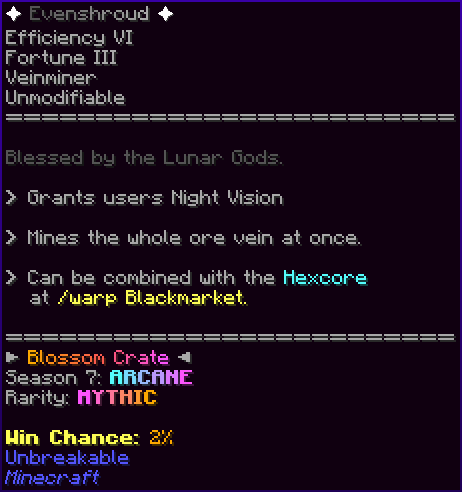 ✦ Evenshroud ✦
Efficiency VI
Fortune III
Veinminer
Unmodifiable
============================
Blessed by the Lunar Gods.
> Grants users Night Vision
> Mines the whole ore vein at once.
> Can be combined with the Hexcore
at /warp Blackmarket.
============================
► Blossom Crate ◄
Season 7: ARCANE
Rarity: MYTHIC
Win Chance: 2%
Unbreakable
Minecraft